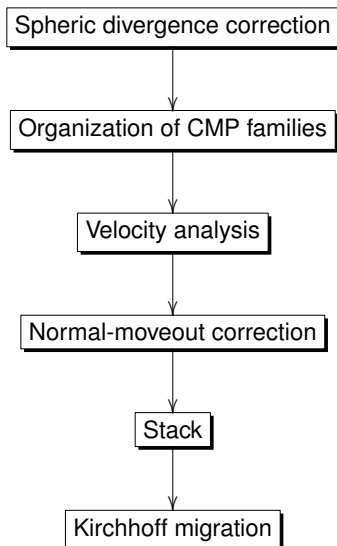 Spheric divergence correction
Organization of CMP families
Velocity analysis
Normal-moveout correction
Stack
Kirchhoff migration